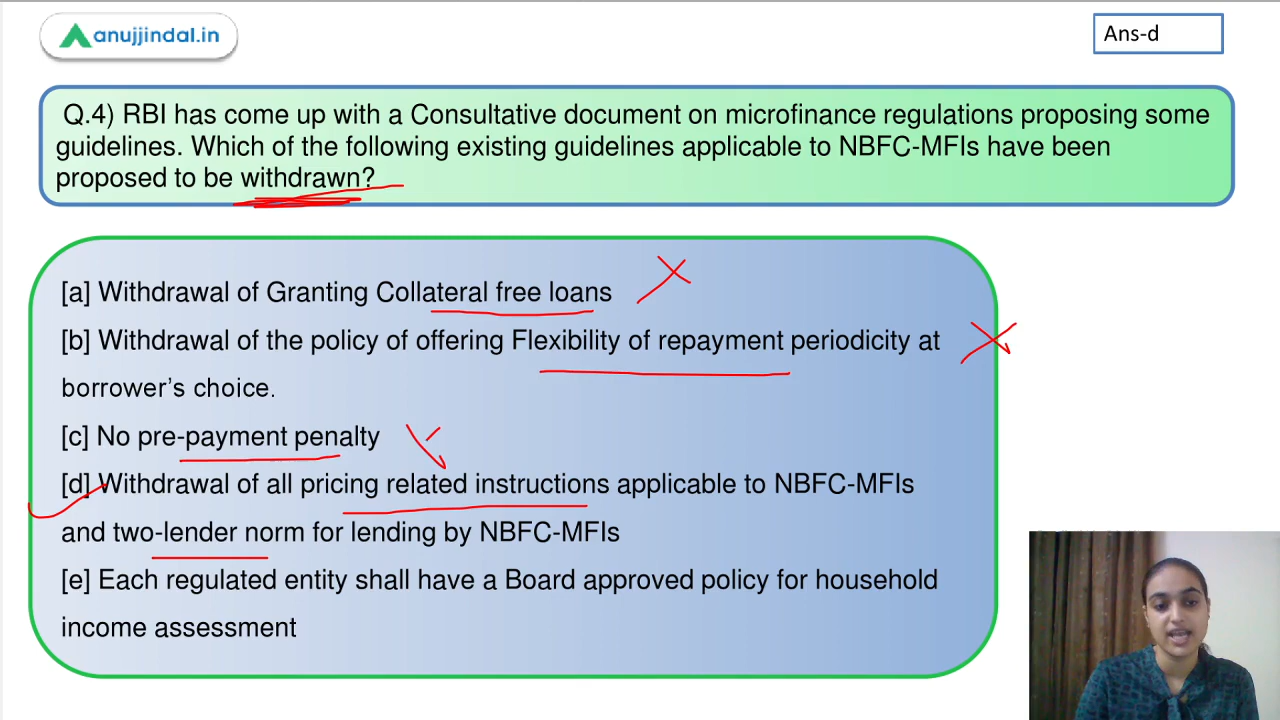 anujjindal.in
Ans-d
Q.4) RBI has come up with a Consultative document on microfinance regulations proposing some
guidelines. Which of the following existing guidelines applicable to NBFC-MFIs have been
proposed to be withdrawn?
[a] Withdrawal of Granting Collateral free loans
[b] Withdrawal of the policy of offering Flexibility of repayment periodicity at
borrower’s choice.
[c] No pre-payment penalty
[d] Withdrawal of all pricing related instructions applicable to NBFC-MFIs
and two-lender norm for lending by NBFC-MFIs
[e] Each regulated entity shall have a Board approved policy for household
income assessment